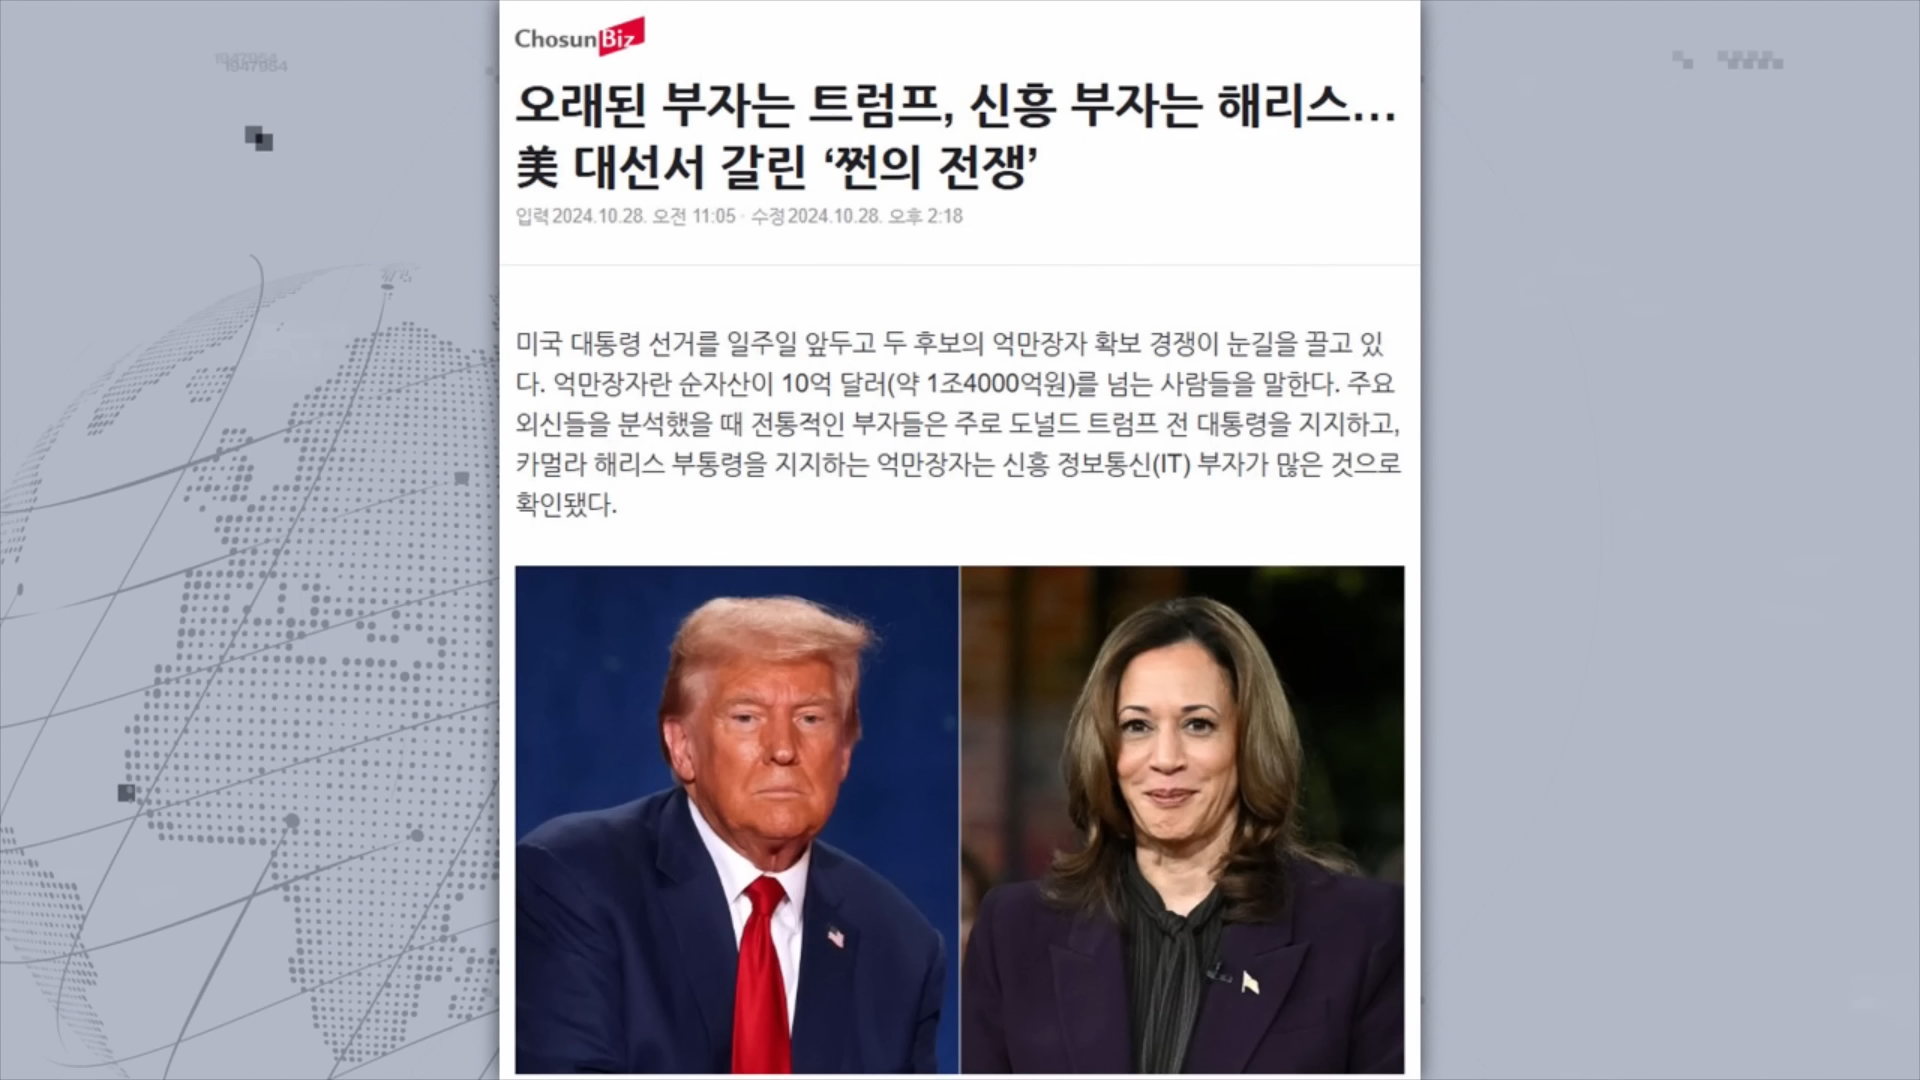 1947964
1947964
ChosunBiz
오래된 부자는 트럼프, 신흥 부자는 해리스…
美 대선서 갈린 ‘쩐의 전쟁’
입력 2024.10.28. 오전 11:05 · 수정 2024.10.28. 오후 2:18
미국 대통령 선거를 일주일 앞두고 두 후보의 억만장자 확보 경쟁이 눈길을 끌고 있
다. 억만장자란 순자산이 10억 달러(약 1조4000억원)를 넘는 사람들을 말한다. 주요
외신들을 분석했을 때 전통적인 부자들은 주로 도널드 트럼프 전 대통령을 지지하고,
카멀라 해리스 부통령을 지지하는 억만장자는 신흥 정보통신(IT) 부자가 많은 것으로
확인됐다.